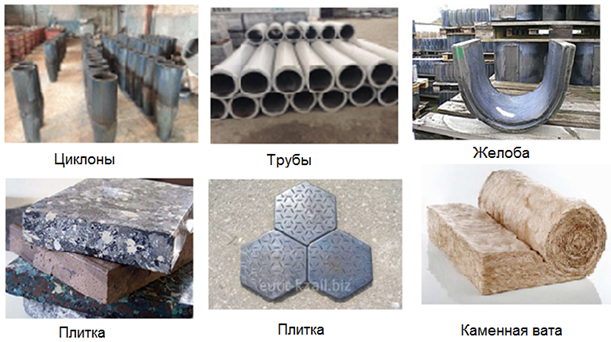 Циклоны
Трубы
Желоба
Плитка
Плитка
Каменная вата